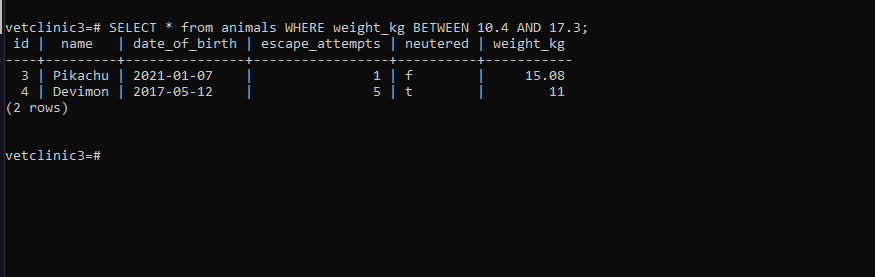 vetclinic3=# SELECT * from animals WHERE weight_kg BETWEEN 10.4 AND 17.3;
 id |  name   | date_of_birth | escape_attempts | neutered | weight_kg
----+---------+---------------+-----------------+----------+-----------
  3 | Pikachu | 2021-01-07    |               1 | f        |     15.08
  4 | Devimon | 2017-05-12    |               5 | t        |        11
(2 rows)
vetclinic3=#